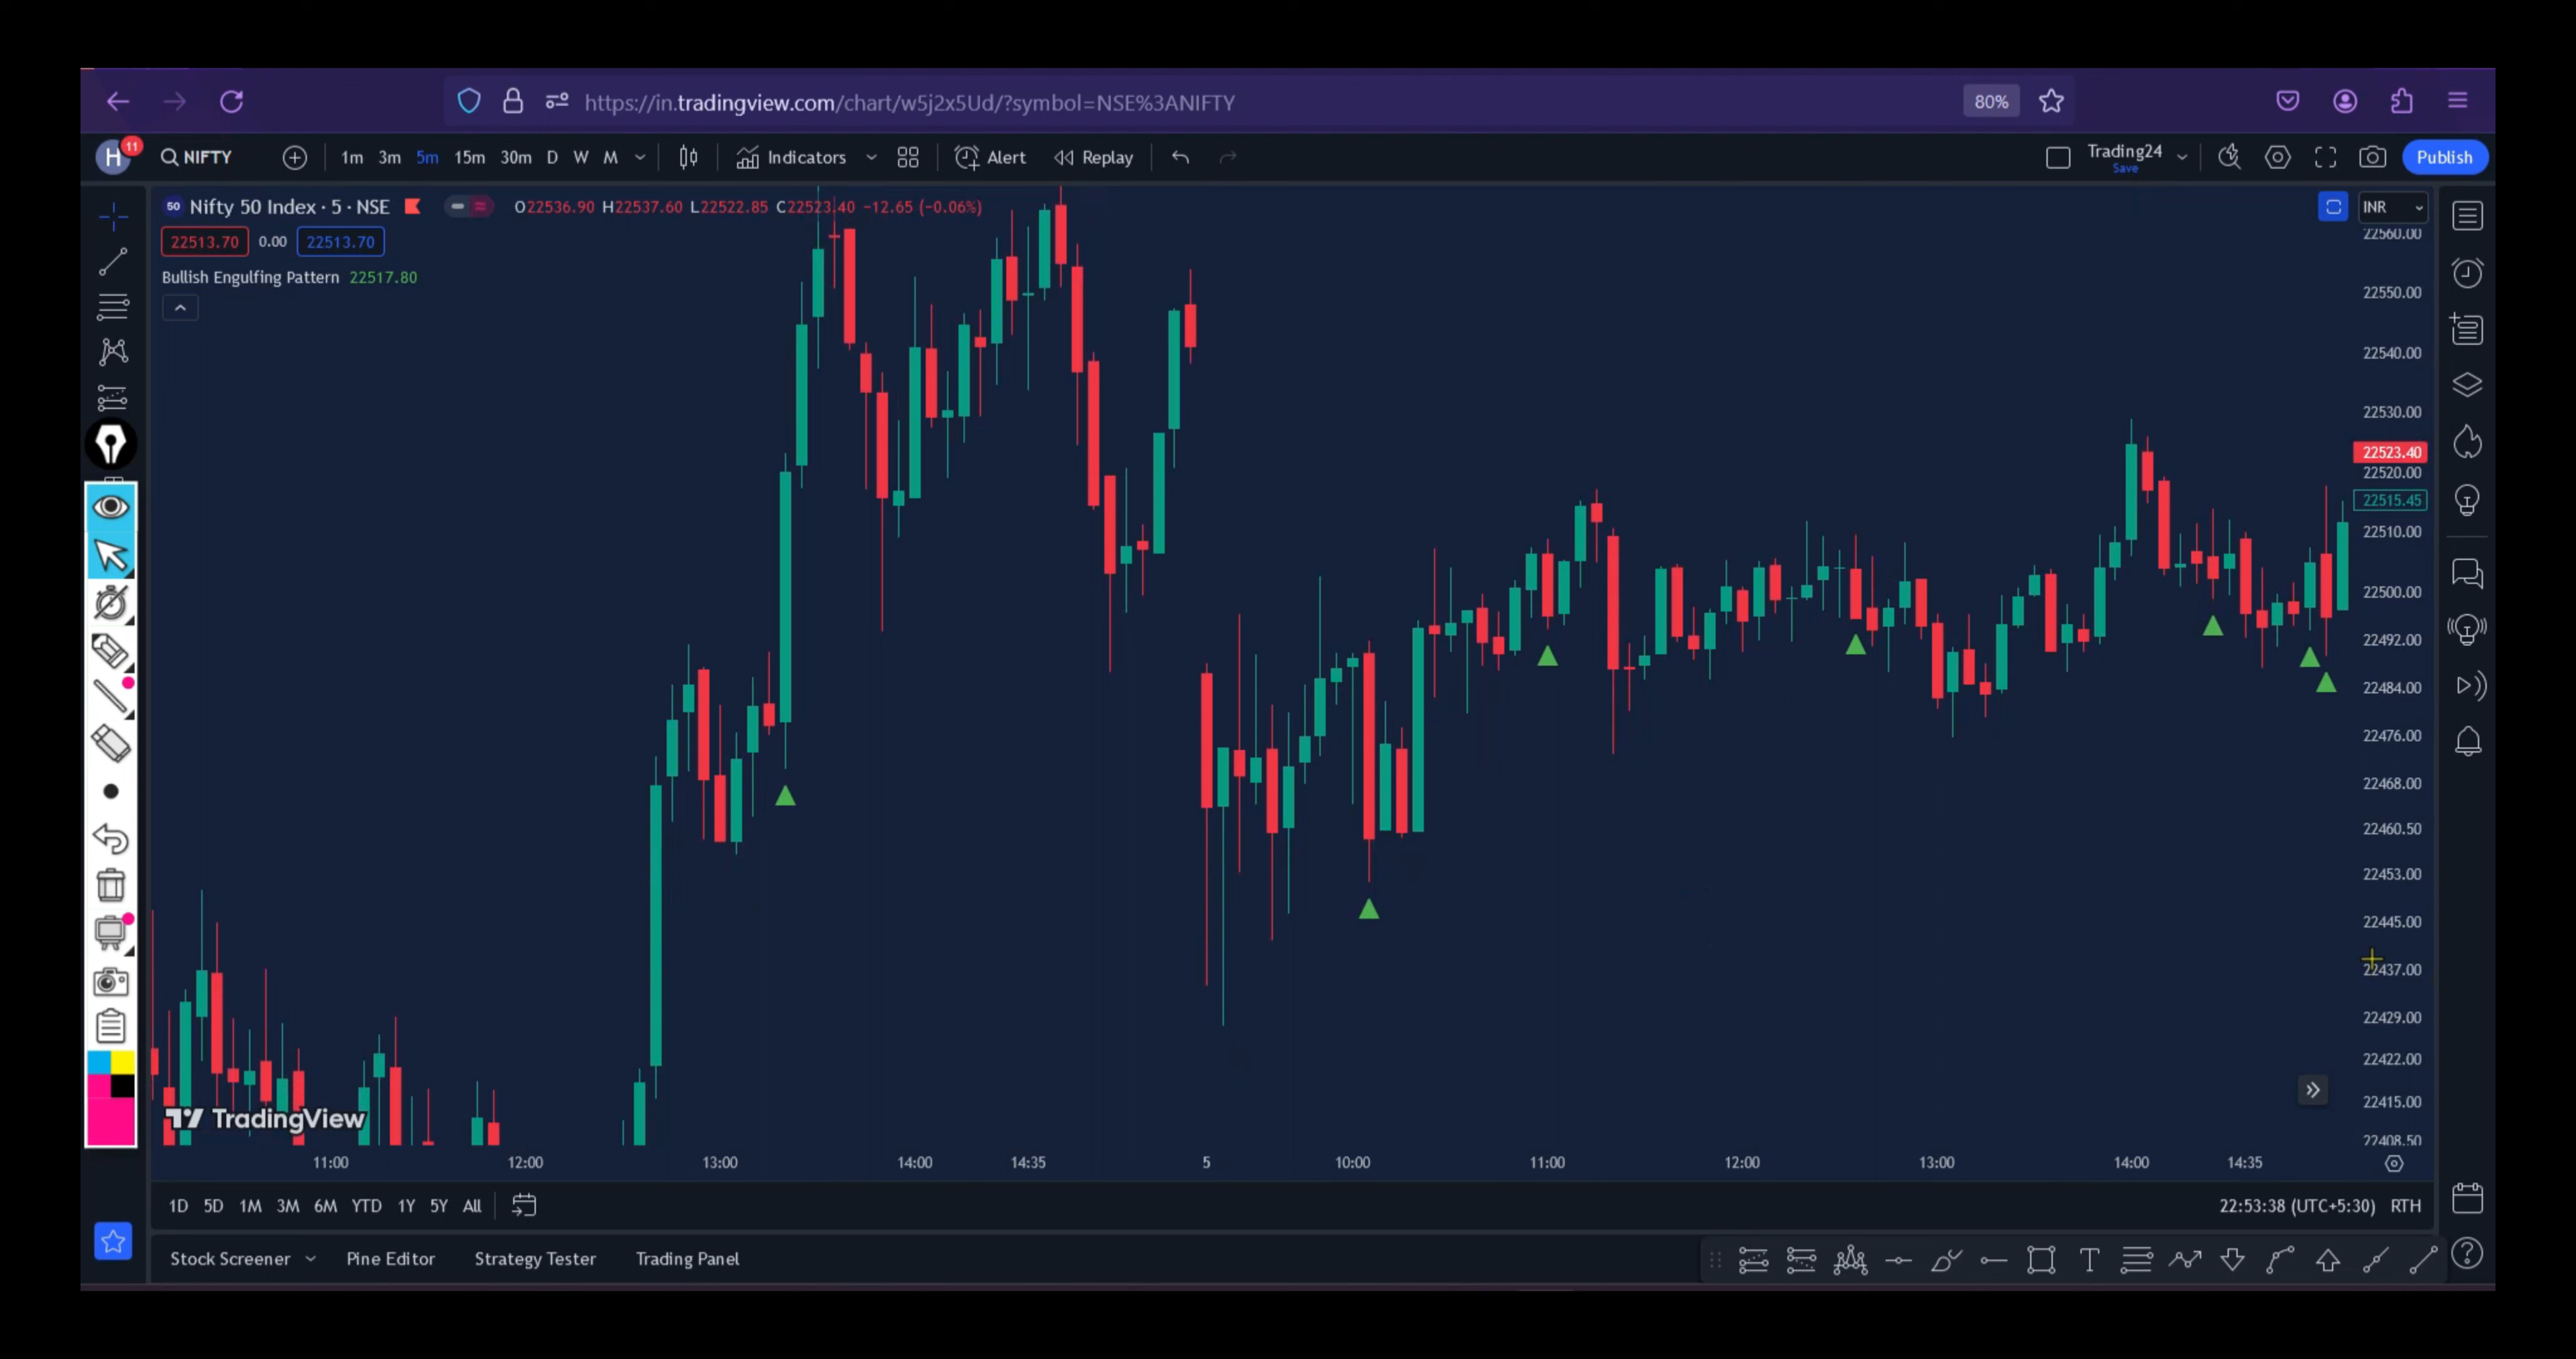 https://in.tradingview.com/chart/w5j2x5Ud/?symbol=NSE%3ANIFTY
80%
H 11 NIFTY 1m 3m 5m 15m 30m D W M Indicators Alert Replay Trading24 Save Publish
50 Nifty 50 Index · 5 · NSE O22536.90 H22537.60 L22522.85 C22523.40 −12.65 (−0.06%)
INR
22513.70 0.00 22513.70
Bullish Engulfing Pattern 22517.80
22560.00
22550.00
22540.00
22530.00
22523.40
22520.00
22515.45
22510.00
22500.00
22492.00
22484.00
22476.00
22468.00
22460.50
22453.00
22445.00
22437.00
22429.00
22422.00
22415.00
22408.50
TradingView
11:00 12:00 13:00 14:00 14:35 5 10:00 11:00 12:00 13:00 14:00 14:35
1D 5D 1M 3M 6M YTD 1Y 5Y All 22:53:38 (UTC+5:30) RTH
Stock Screener Pine Editor Strategy Tester Trading Panel